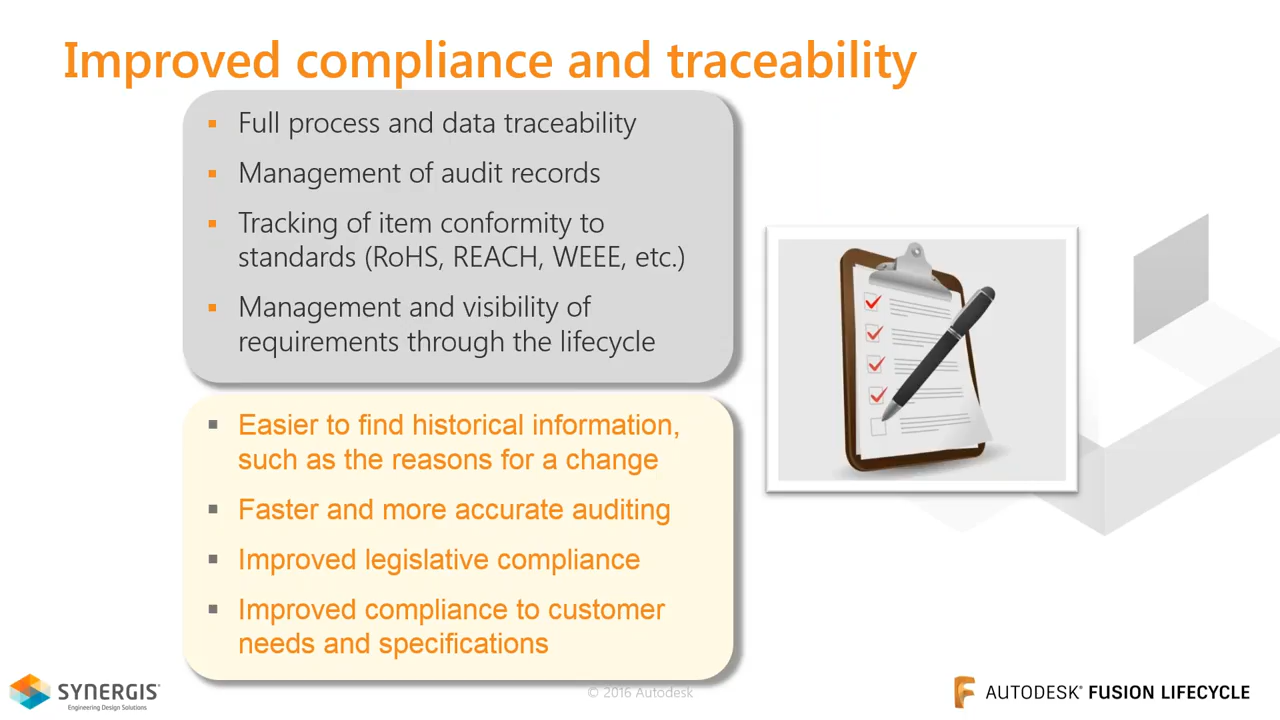 Improved compliance and traceability
Full process and data traceability
Management of audit records
Tracking of item conformity to
standards (RoHS, REACH, WEEE, etc.)
Management and visibility of
requirements through the lifecycle
Easier to find historical information,
such as the reasons for a change
Faster and more accurate auditing
Improved legislative compliance
Improved compliance to customer
needs and specifications
SYNERGIS
Engineering Design Solutions
© 2016 Autodesk
AUTODESK® FUSION LIFECYCLE